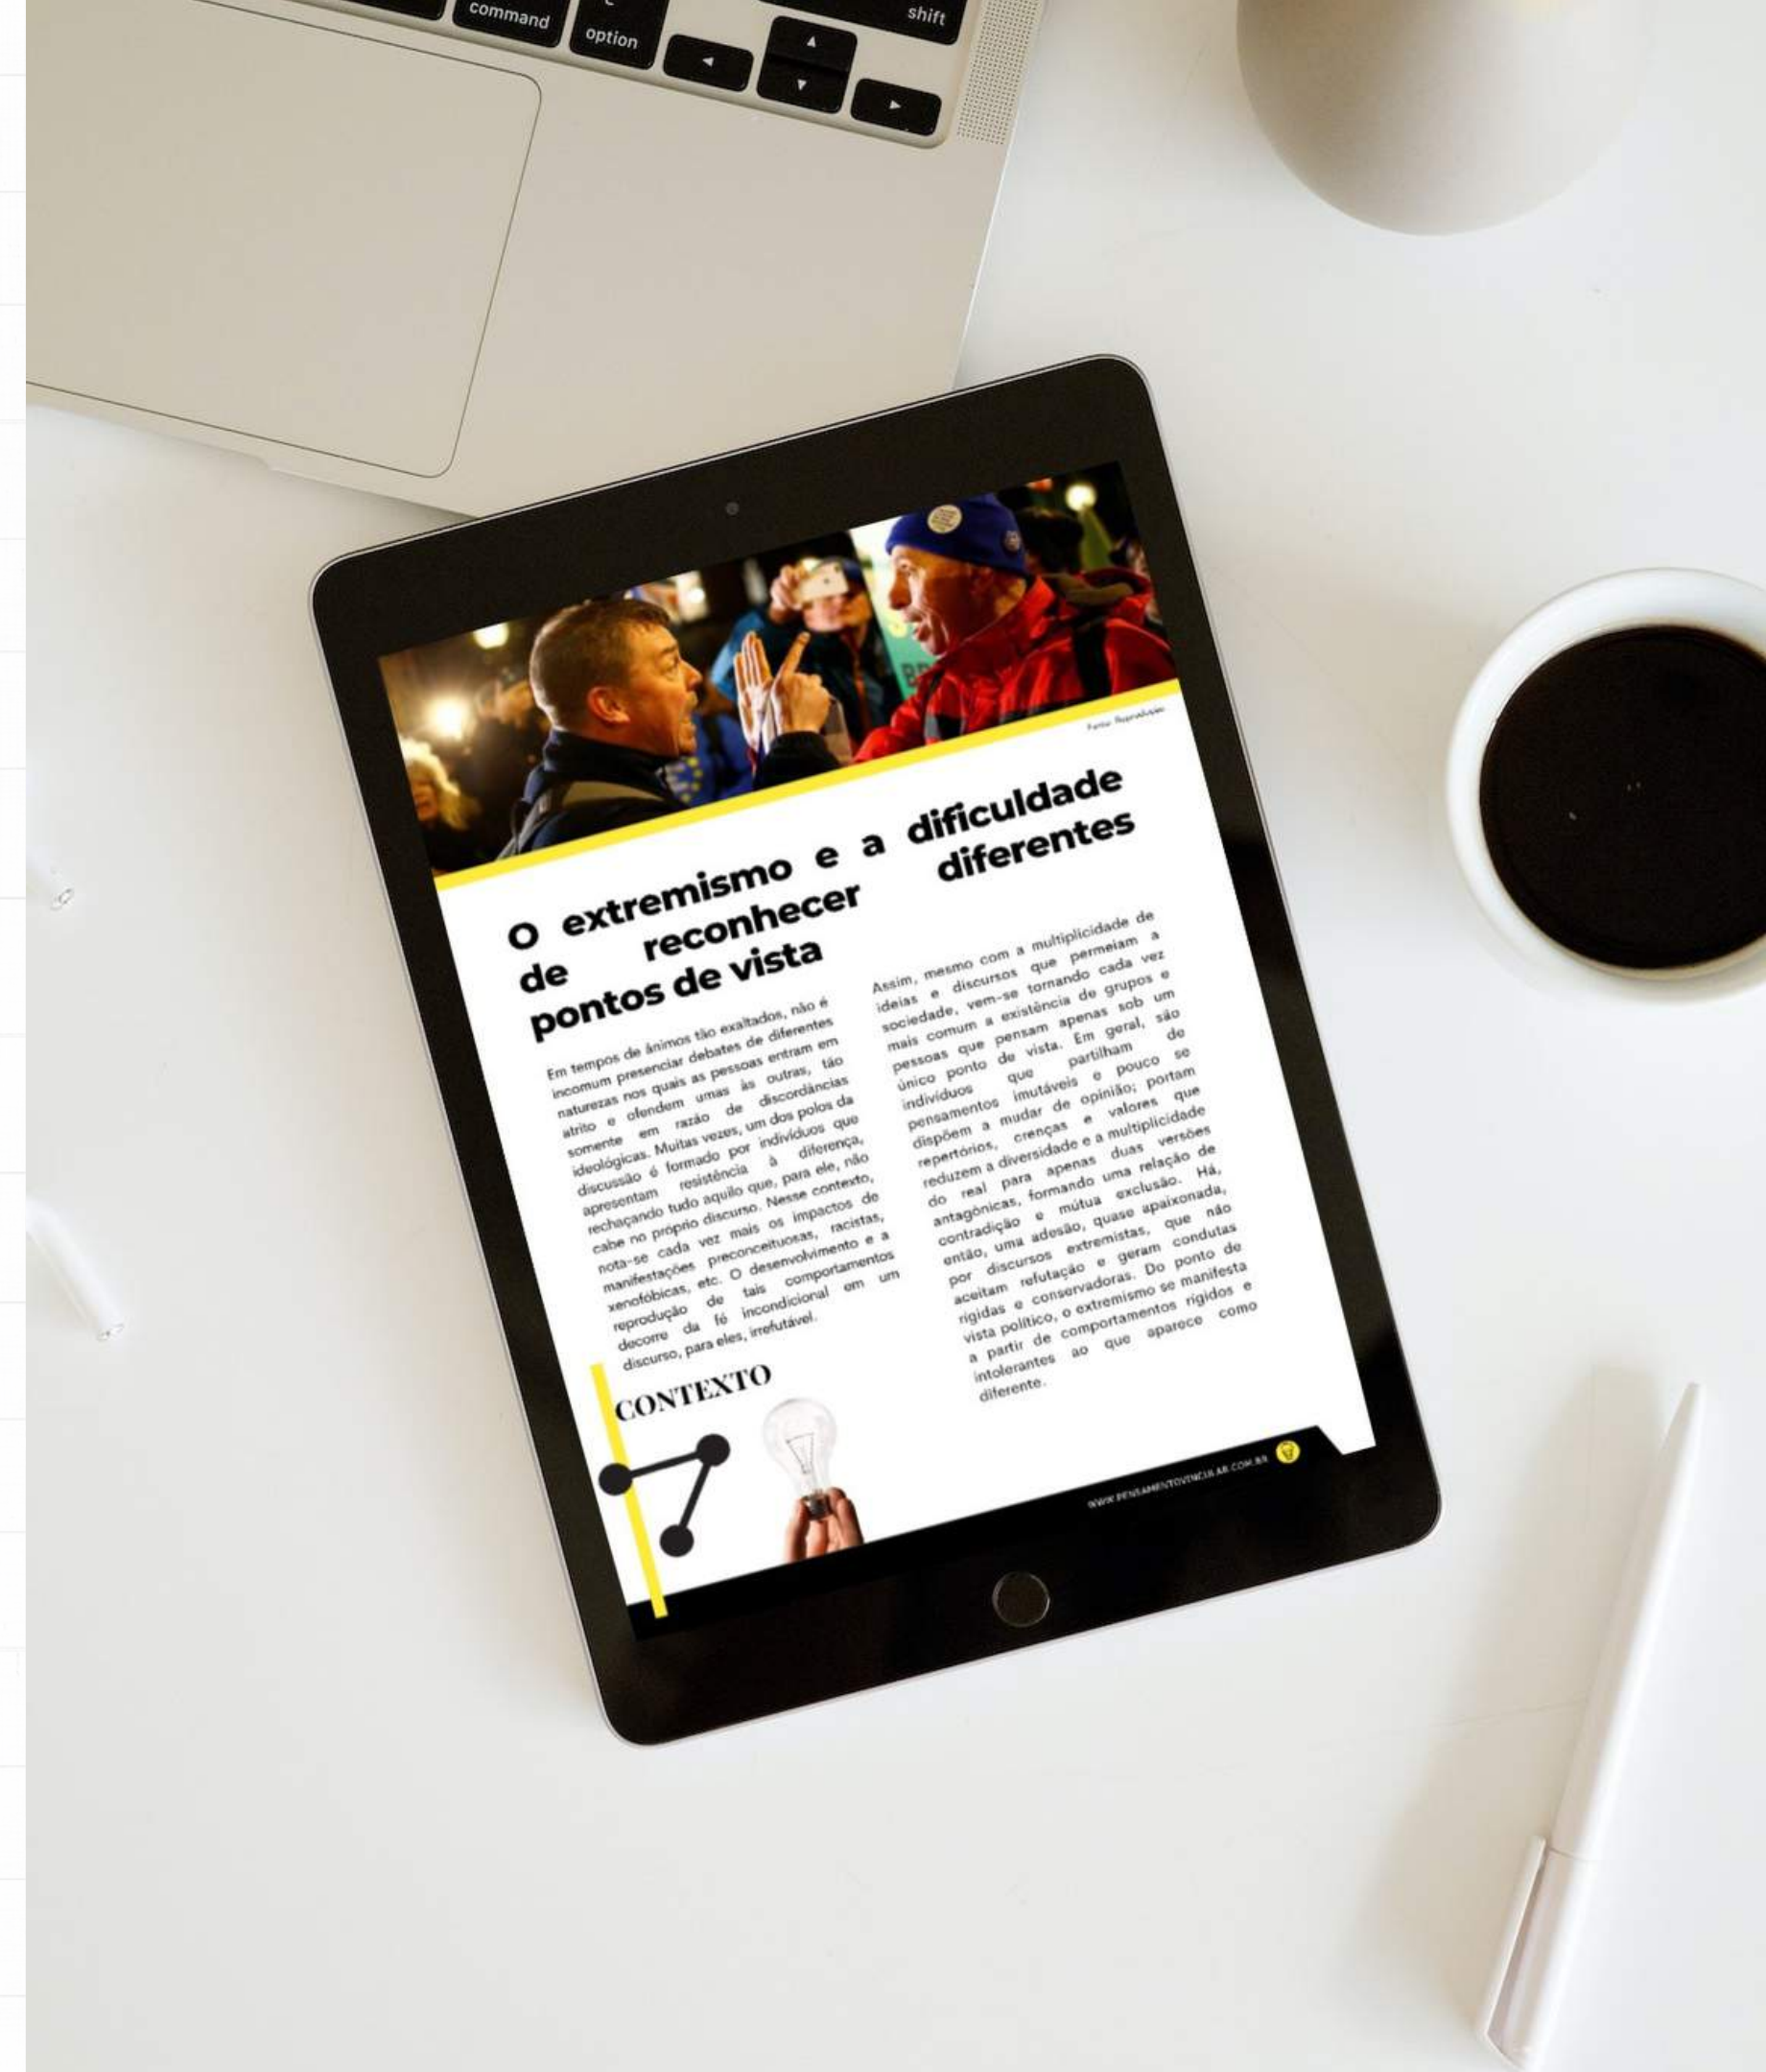 command
option
shift
BR
Fonte: Reprodução
O extremismo e a dificuldade
de reconhecer diferentes
pontos de vista
Em tempos de ânimos tão exaltados, não é
incomum presenciar debates de diferentes
naturezas nos quais as pessoas entram em
atrito e ofendem umas às outras, tão
somente em razão de discordâncias
ideológicas. Muitas vezes, um dos polos da
discussão é formado por indivíduos que
apresentam resistência à diferença,
rechaçando tudo aquilo que, para ele, não
cabe no próprio discurso. Nesse contexto,
nota-se cada vez mais os impactos de
manifestações preconceituosas, racistas,
xenofóbicas, etc. O desenvolvimento e a
reprodução de tais comportamentos
decorre da fé incondicional em um
discurso, para eles, irrefutável.
Assim, mesmo com a multiplicidade de
ideias e discursos que permeiam a
sociedade, vem-se tornando cada vez
mais comum a existência de grupos e
pessoas que pensam apenas sob um
único ponto de vista. Em geral, são
indivíduos que partilham de
pensamentos imutáveis e pouco se
dispõem a mudar de opinião; portam
repertórios, crenças e valores que
reduzem a diversidade e a multiplicidade
do real para apenas duas versões
antagônicas, formando uma relação de
contradição e mútua exclusão. Há,
então, uma adesão, quase apaixonada,
por discursos extremistas, que não
aceitam refutação e geram condutas
rígidas e conservadoras. Do ponto de
vista político, o extremismo se manifesta
a partir de comportamentos rígidos e
intolerantes ao que aparece como
diferente.
CONTEXTO
WWW.PENSAMENTOVINCULAR.COM.BR